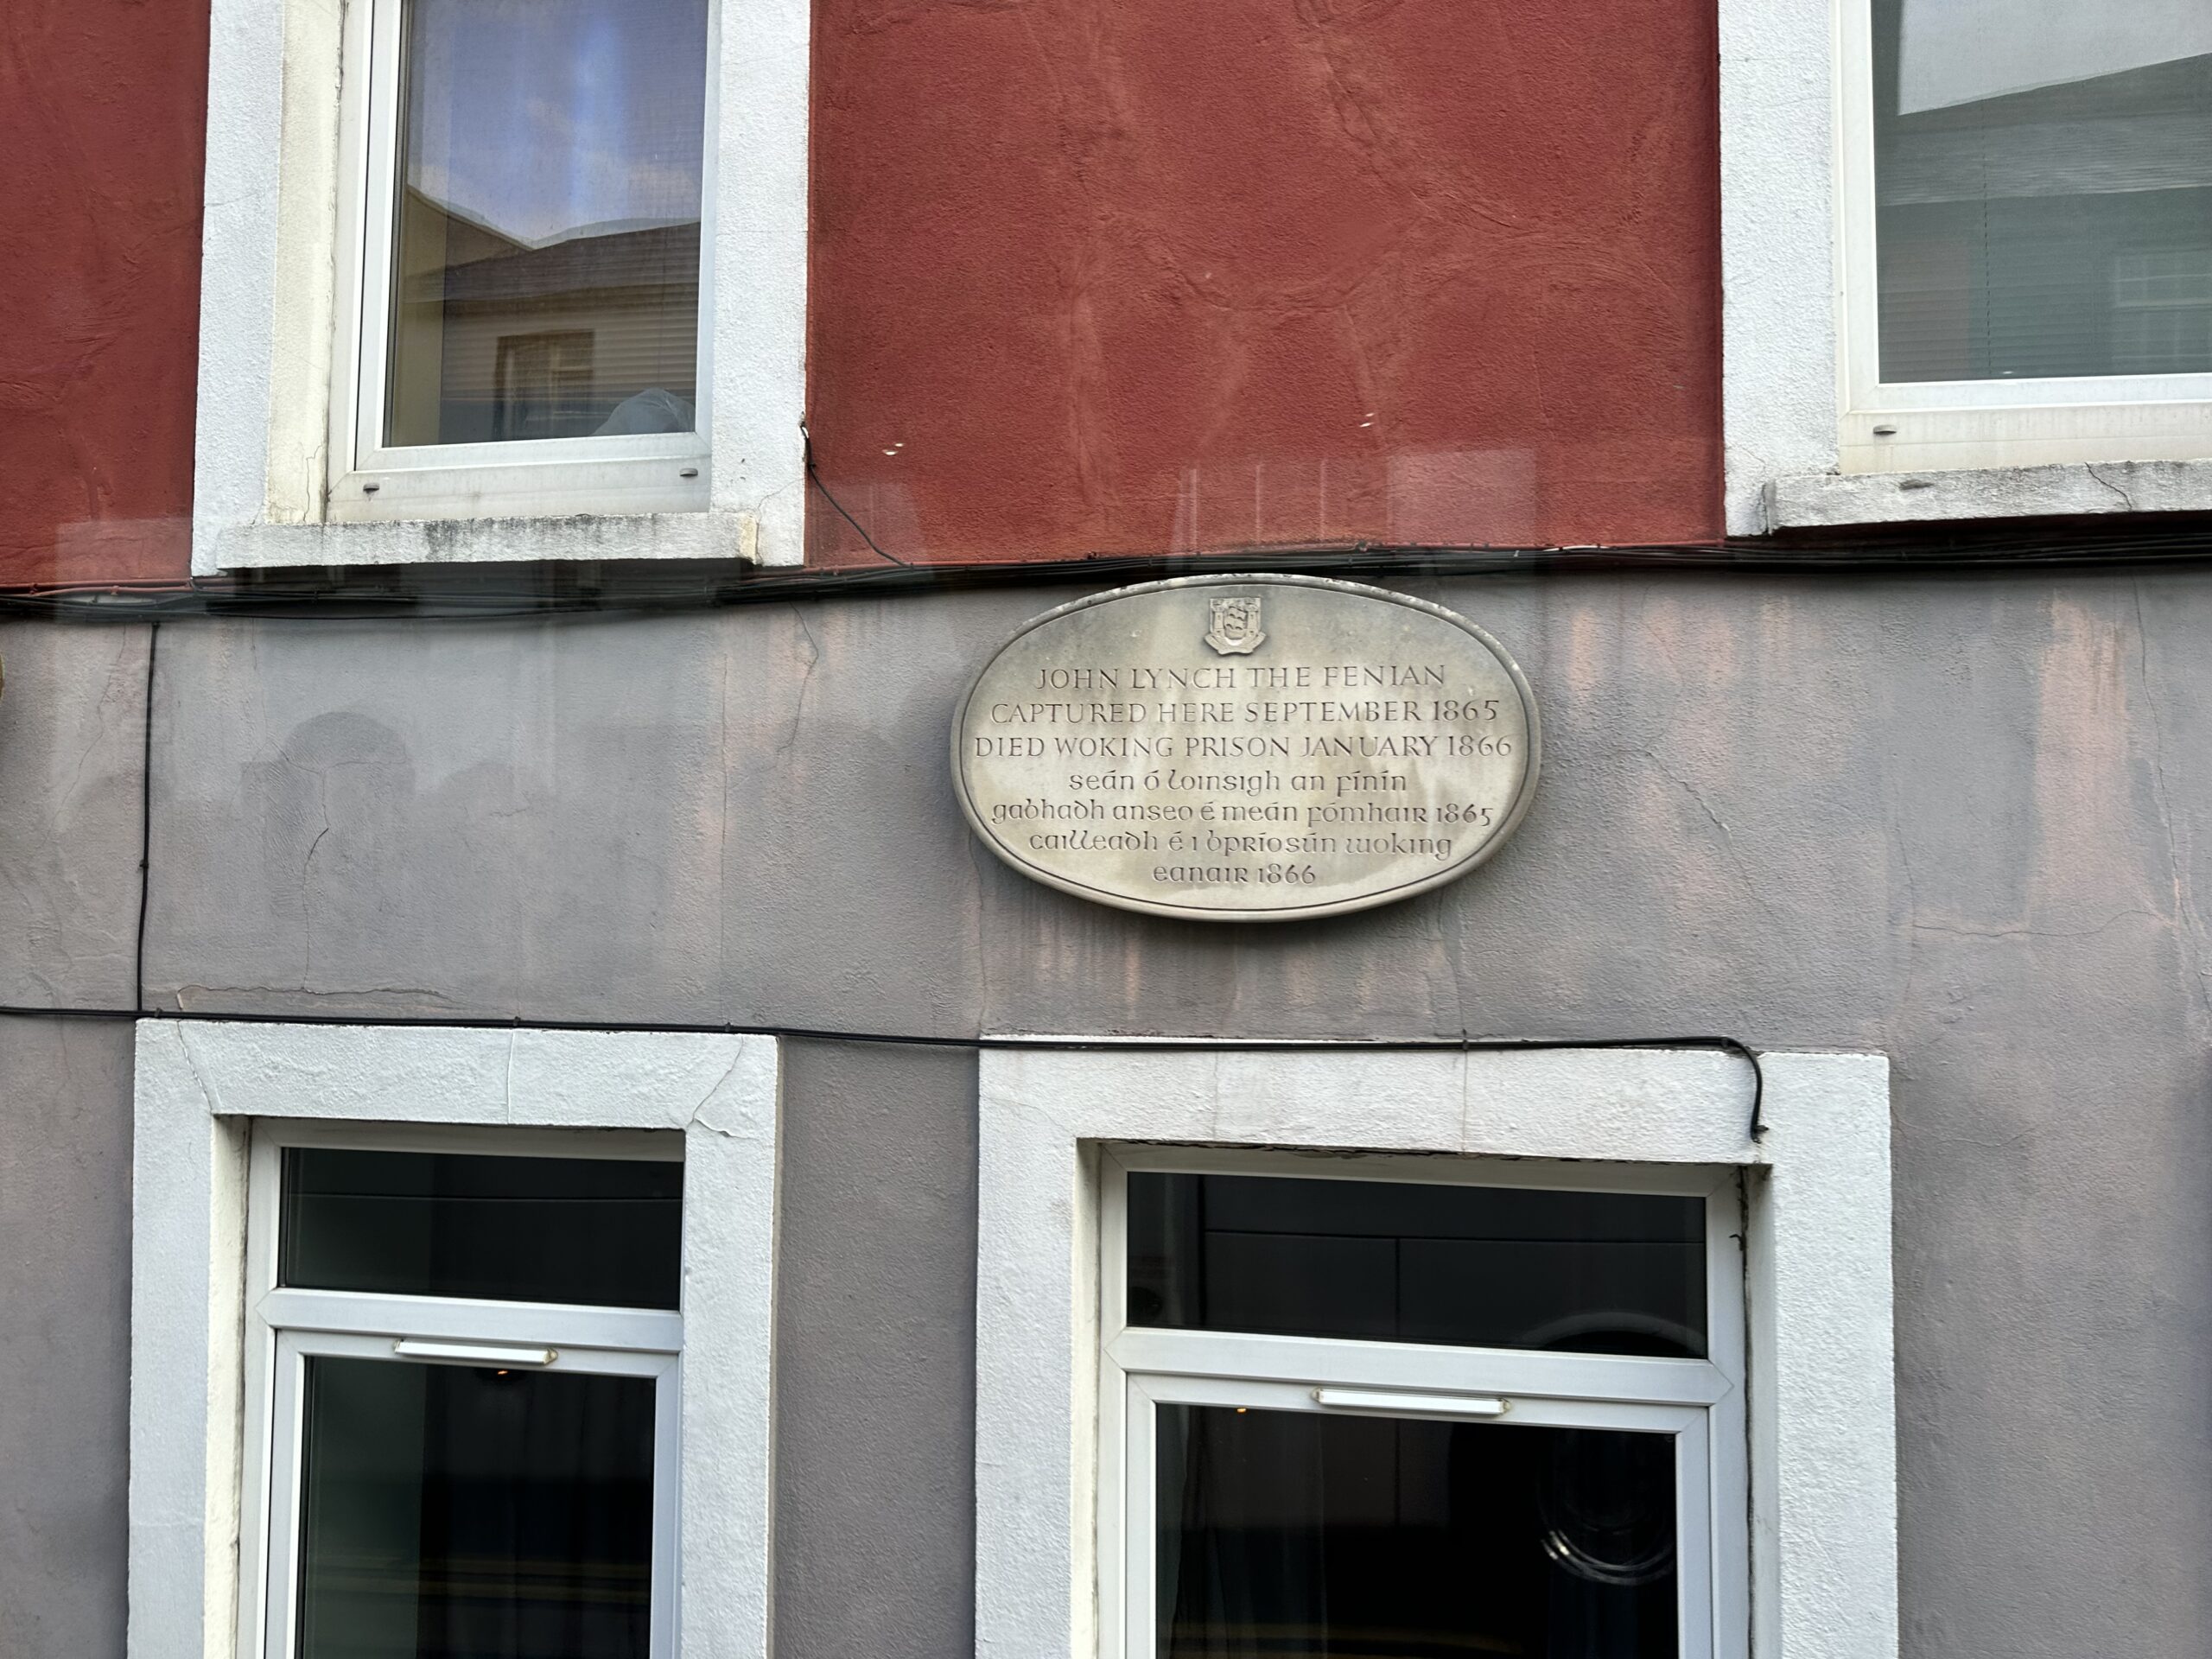 JOHN LYNCH THE FENIAN
CAPTURED HERE SEPTEMBER 1865
DIED WOKING PRISON JANUARY 1866
seán ó loinsigh an fínín
gabhadh anseo é meán fómhair 1865
cailleadh é i bpríosún woking
eanair 1866